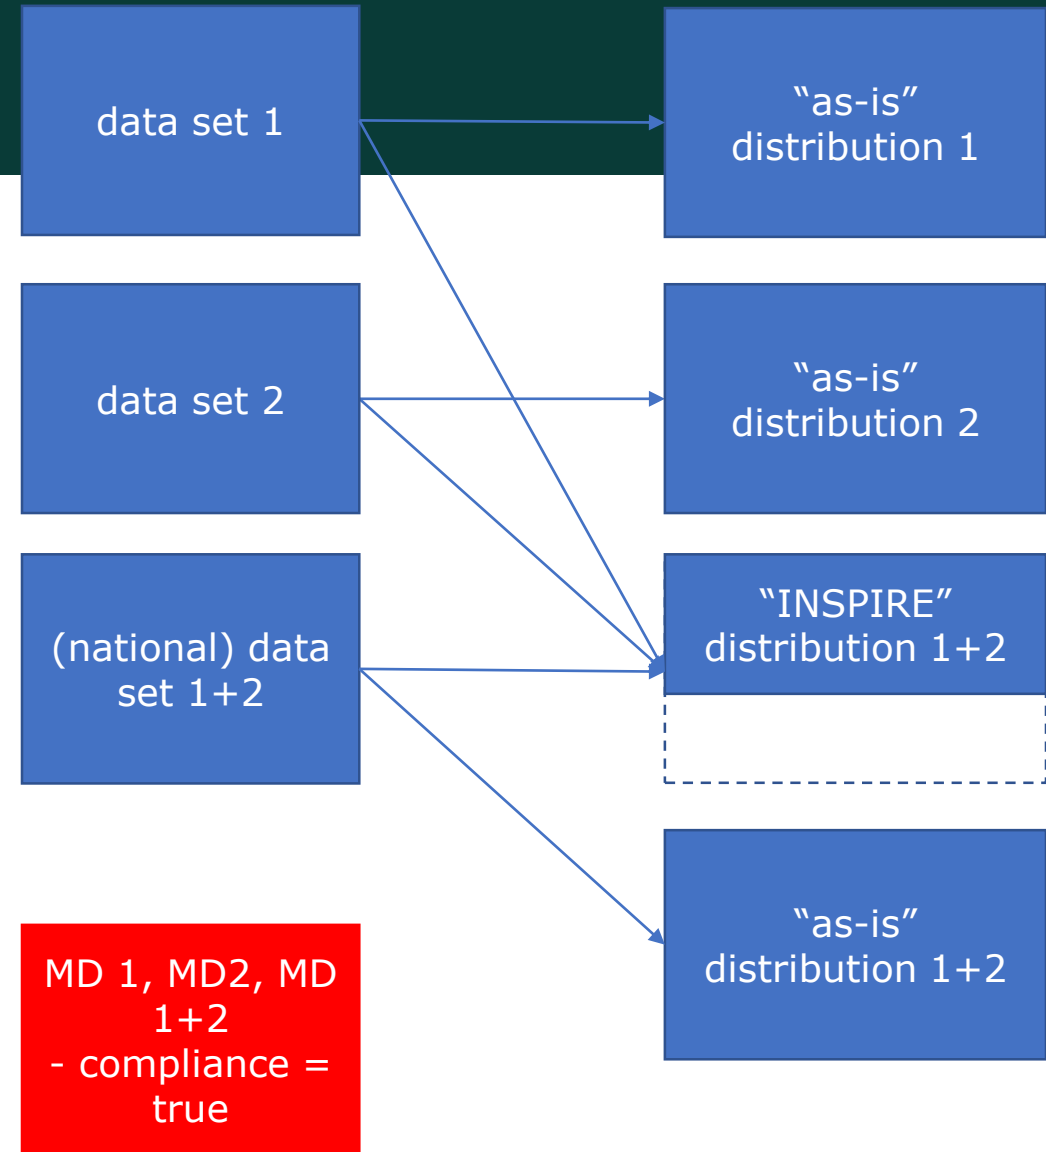 data set 1
“as-is”
distribution 1
data set 2
“as-is”
distribution 2
(national) data
set 1+2
“INSPIRE”
distribution 1+2
“as-is”
distribution 1+2
MD 1, MD2, MD
1+2
- compliance =
true